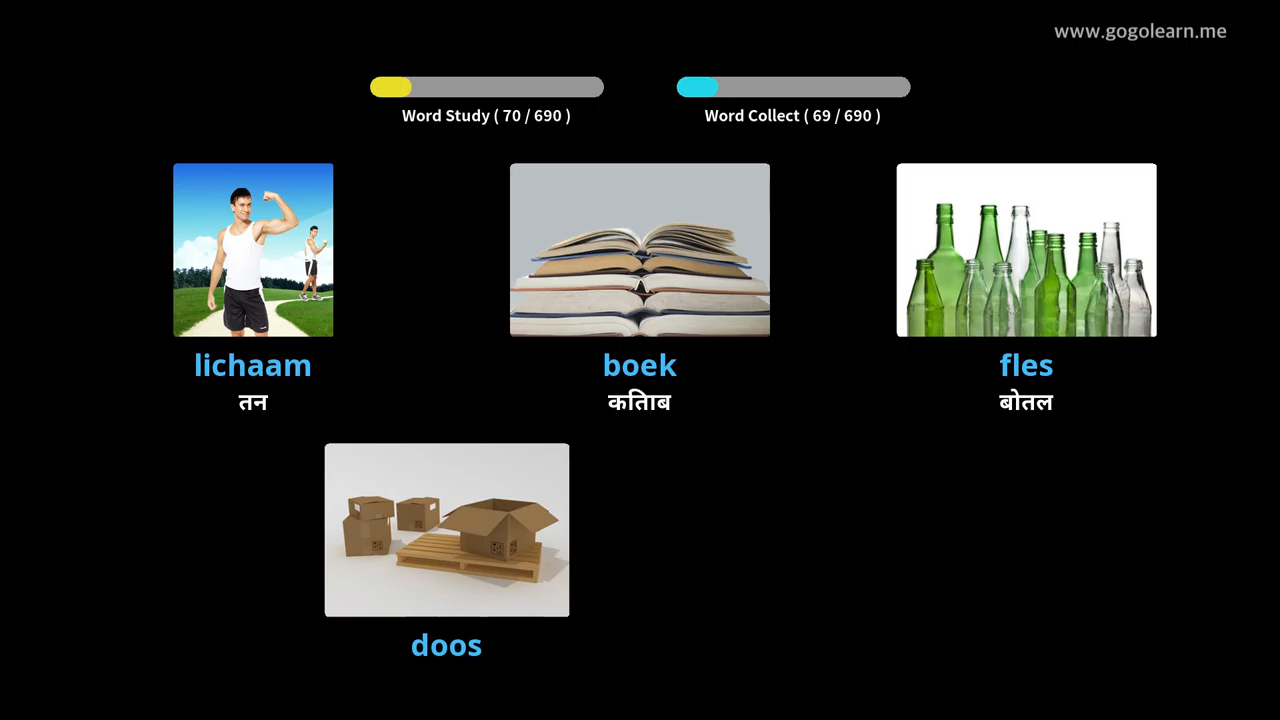 www.gogolearn.me
Word Study ( 70 / 690 )
Word Collect ( 69 / 690 )
lichaam
boek
fles
तन
किताब
बोतल
doos